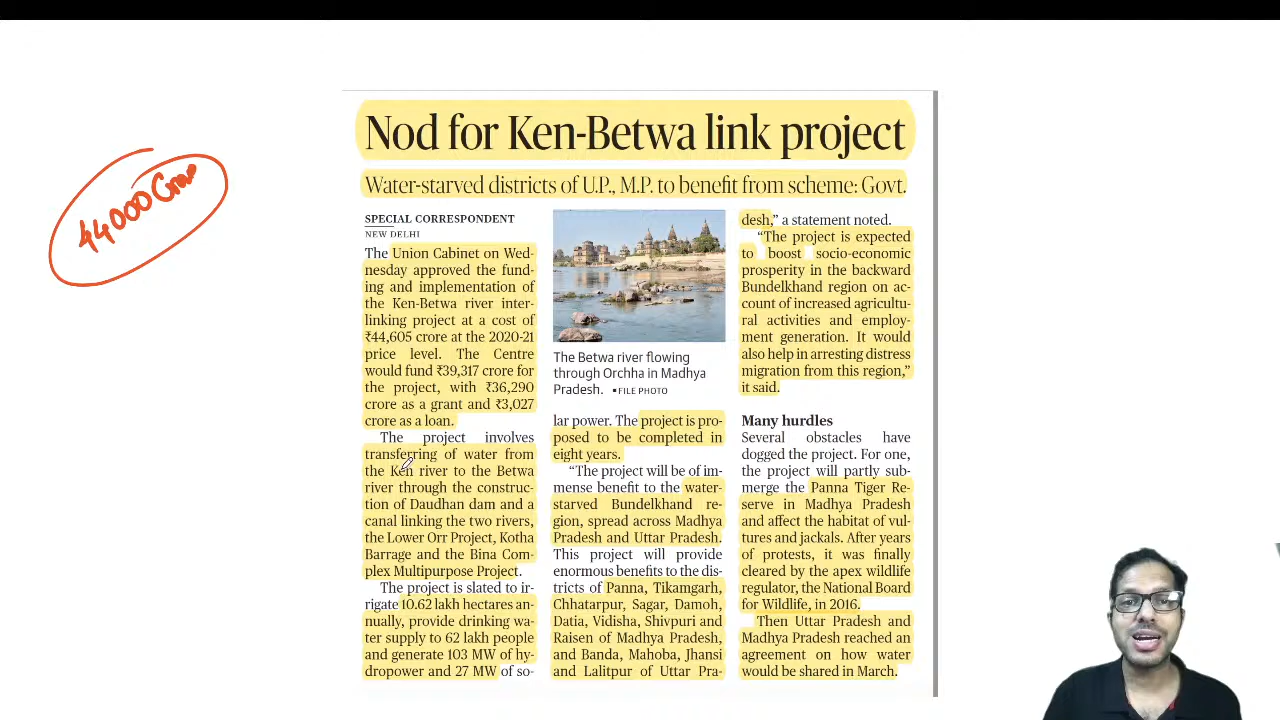 44000 Crore
Nod for Ken-Betwa link project
Water-starved districts of U.P., M.P. to benefit from scheme: Govt.
SPECIAL CORRESPONDENT
NEW DELHI
The Union Cabinet on Wed-
nesday approved the fund-
ing and implementation of
the Ken-Betwa river inter-
linking project at a cost of
₹44,605 crore at the 2020-21
price level. The Centre
would fund ₹39,317 crore for
the project, with ₹36,290
crore as a grant and ₹3,027
crore as a loan.
The project involves
transferring of water from
the Ken river to the Betwa
river through the construc-
tion of Daudhan dam and a
canal linking the two rivers,
the Lower Orr Project, Kotha
Barrage and the Bina Com-
plex Multipurpose Project.
The project is slated to ir-
rigate 10.62 lakh hectares an-
nually, provide drinking wa-
ter supply to 62 lakh people
and generate 103 MW of hy-
dropower and 27 MW of so-
The Betwa river flowing
through Orchha in Madhya
Pradesh. ▪FILE PHOTO
lar power. The project is pro-
posed to be completed in
eight years.
“The project will be of im-
mense benefit to the water-
starved Bundelkhand re-
gion, spread across Madhya
Pradesh and Uttar Pradesh.
This project will provide
enormous benefits to the dis-
tricts of Panna, Tikamgarh,
Chhatarpur, Sagar, Damoh,
Datia, Vidisha, Shivpuri and
Raisen of Madhya Pradesh,
and Banda, Mahoba, Jhansi
and Lalitpur of Uttar Pra-
desh,” a statement noted.
“The project is expected
to boost socio-economic
prosperity in the backward
Bundelkhand region on ac-
count of increased agricultu-
ral activities and employ-
ment generation. It would
also help in arresting distress
migration from this region,”
it said.
Many hurdles
Several obstacles have
dogged the project. For one,
the project will partly sub-
merge the Panna Tiger Re-
serve in Madhya Pradesh
and affect the habitat of vul-
tures and jackals. After years
of protests, it was finally
cleared by the apex wildlife
regulator, the National Board
for Wildlife, in 2016.
Then Uttar Pradesh and
Madhya Pradesh reached an
agreement on how water
would be shared in March.